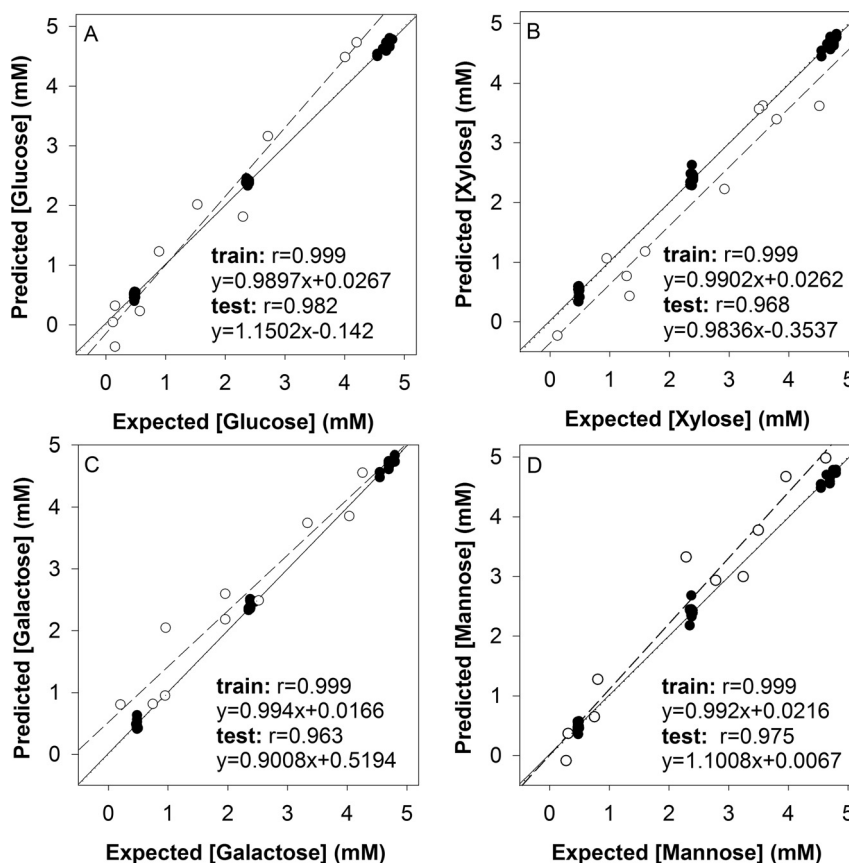 A
Predicted [Glucose] (mM)
5
4
3
2
1
0
train: r=0.999
y=0.9897x+0.0267
test: r=0.982
y=1.1502x-0.142
0 1 2 3 4 5
Expected [Glucose] (mM)
B
Predicted [Xylose] (mM)
5
4
3
2
1
0
train: r=0.999
y=0.9902x+0.0262
test: r=0.968
y=0.9836x-0.3537
0 1 2 3 4 5
Expected [Xylose] (mM)
C
Predicted [Galactose] (mM)
5
4
3
2
1
0
train: r=0.999
y=0.994x+0.0166
test: r=0.963
y=0.9008x+0.5194
0 1 2 3 4 5
Expected [Galactose] (mM)
D
Predicted [Mannose] (mM)
5
4
3
2
1
0
train: r=0.999
y=0.992x+0.0216
test: r=0.975
y=1.1008x+0.0067
0 1 2 3 4 5
Expected [Mannose] (mM)